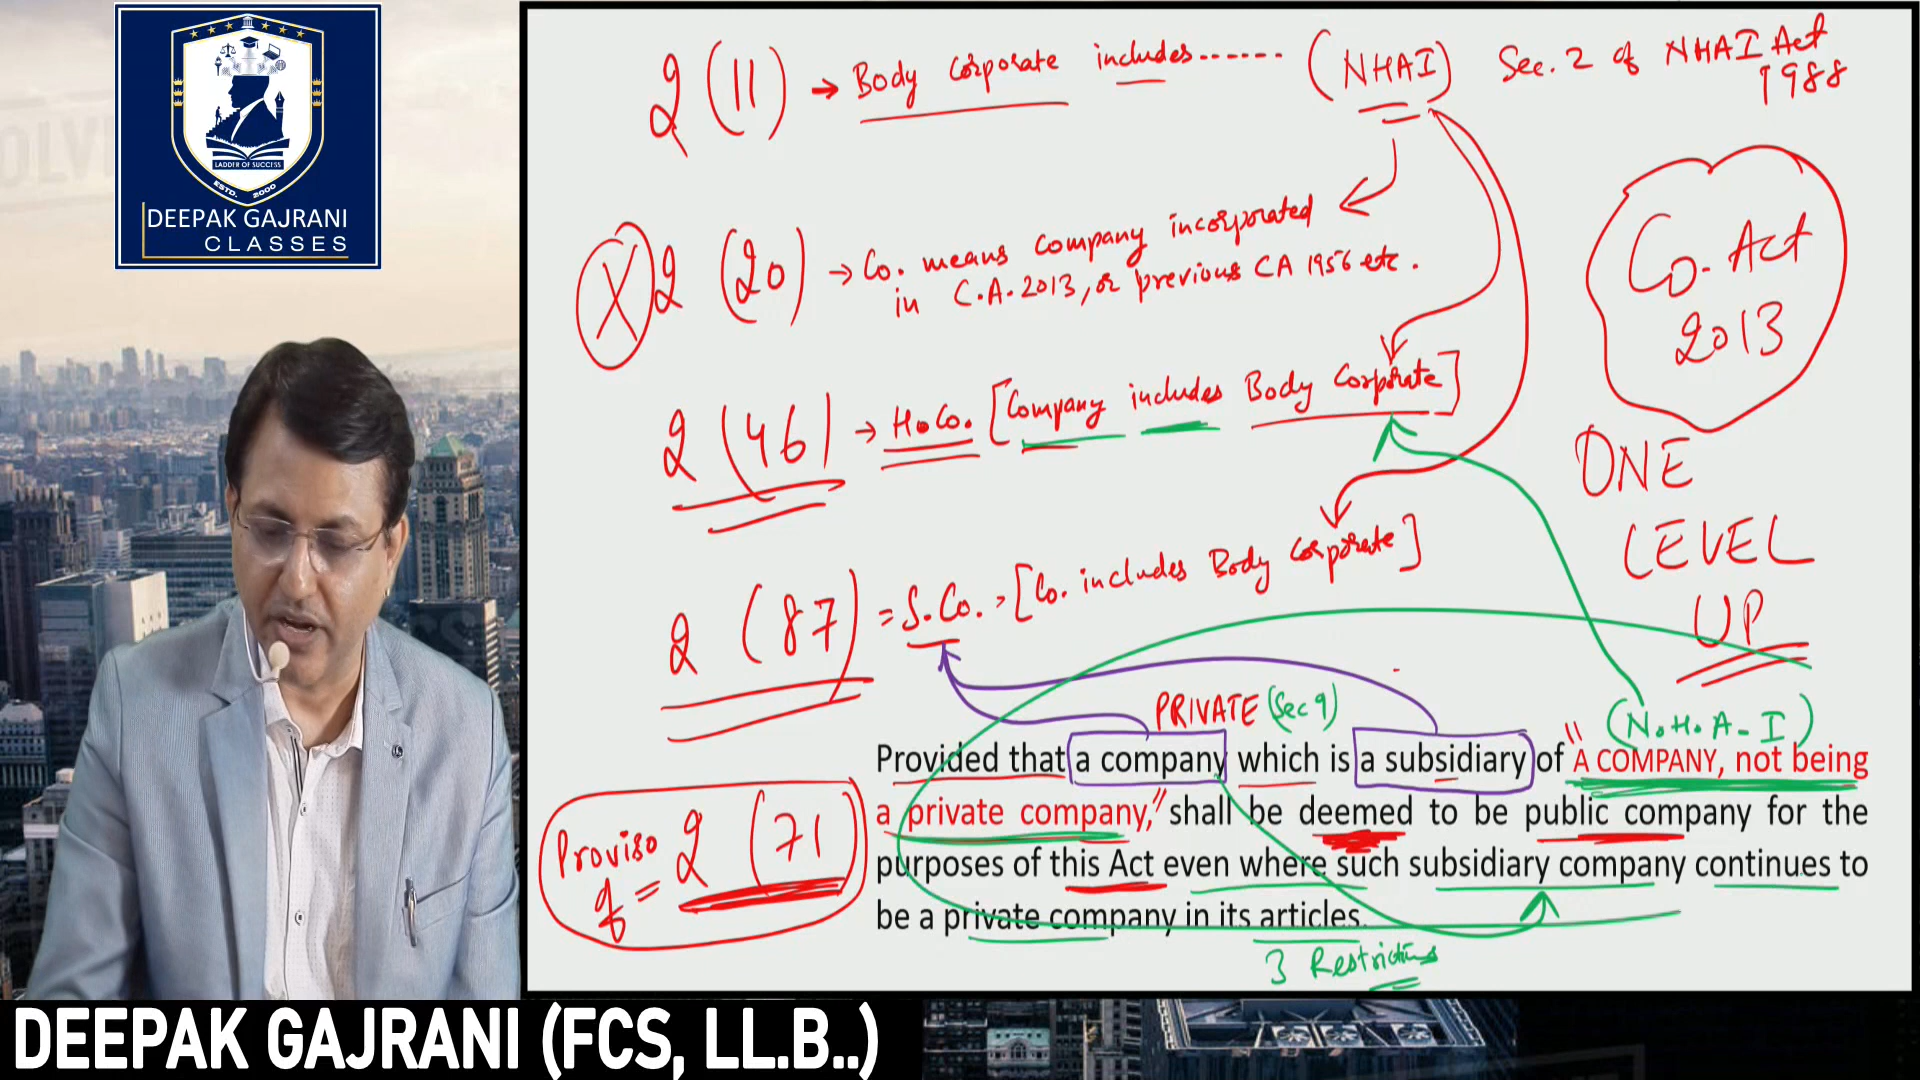 LADDER OF SUCCESS
ESTD. 2000
DEEPAK GAJRANI
CLASSES
2 (11) → Body Corporate includes------ (NHAI) Sec. 2 of NHAI Act
1988
X 2 (20) → Co. means Company incorporated
in C.A. 2013, or previous CA 1956 etc.
Co. Act
2013
2 (46) → H.Co. [Company includes Body Corporate]
ONE
LEVEL
UP
2 (87) = S.Co. → [Co. includes Body Corporate]
PRIVATE (Sec 9)
(N.H.A.I)
Provided that a company which is a subsidiary of "A COMPANY, not being
a private company," shall be deemed to be public company for the
purposes of this Act even where such subsidiary company continues to
be a private company in its articles.
Proviso
of = 2 (71)
3 Restrictions
DEEPAK GAJRANI (FCS, LL.B..)